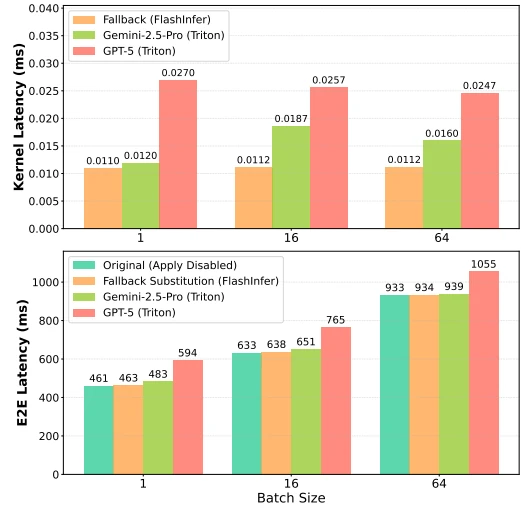 0.040
0.035
0.030
0.025
0.020
0.015
0.010
0.005
0.000
Kernel Latency (ms)
Fallback (FlashInfer)
Gemini-2.5-Pro (Triton)
GPT-5 (Triton)
0.0110 0.0120 0.0270
0.0112 0.0187 0.0257
0.0112 0.0160 0.0247
1 16 64
1000
800
600
400
200
0
E2E Latency (ms)
Original (Apply Disabled)
Fallback Substitution (FlashInfer)
Gemini-2.5-Pro (Triton)
GPT-5 (Triton)
461 463 483 594
633 638 651 765
933 934 939 1055
1 16 64
Batch Size